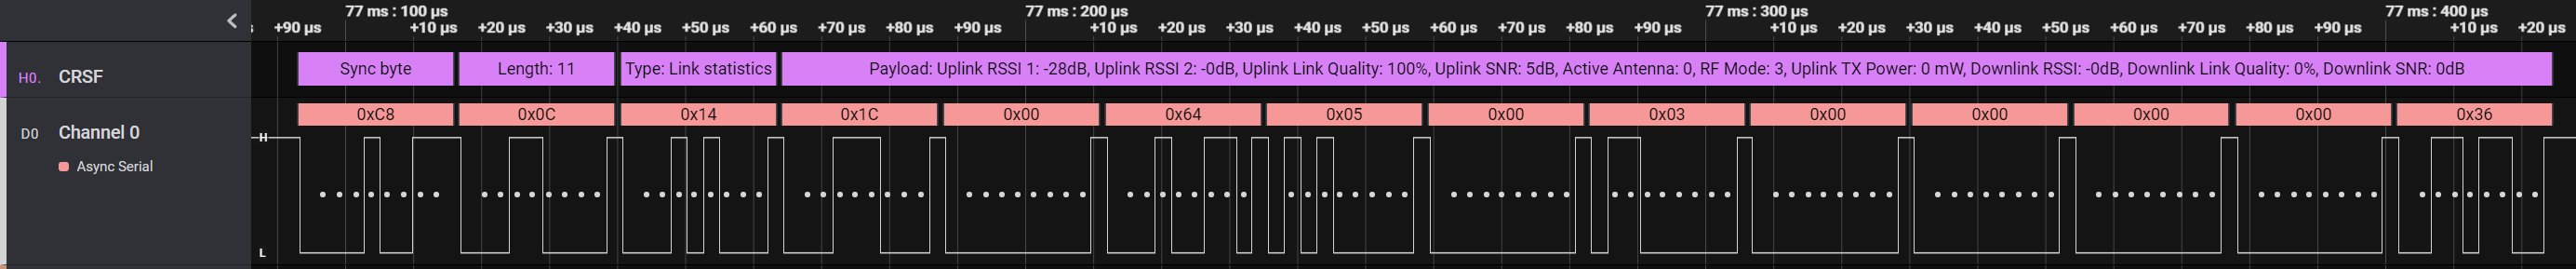 77 ms : 100 µs 77 ms : 200 µs 77 ms : 300 µs 77 ms : 400 µs
s +90 µs +10 µs +20 µs +30 µs +40 µs +50 µs +60 µs +70 µs +80 µs +90 µs +10 µs +20 µs +30 µs +40 µs +50 µs +60 µs +70 µs +80 µs +90 µs +10 µs +20 µs +30 µs +40 µs +50 µs +60 µs +70 µs +80 µs +90 µs +10 µs +20 µs
H0. CRSF Sync byte Length: 11 Type: Link statistics Payload: Uplink RSSI 1: -28dB, Uplink RSSI 2: -0dB, Uplink Link Quality: 100%, Uplink SNR: 5dB, Active Antenna: 0, RF Mode: 3, Uplink TX Power: 0 mW, Downlink RSSI: -0dB, Downlink Link Quality: 0%, Downlink SNR: 0dB
0xC8 0x0C 0x14 0x1C 0x00 0x64 0x05 0x00 0x03 0x00 0x00 0x00 0x00 0x36
D0 Channel 0 H
Async Serial
L